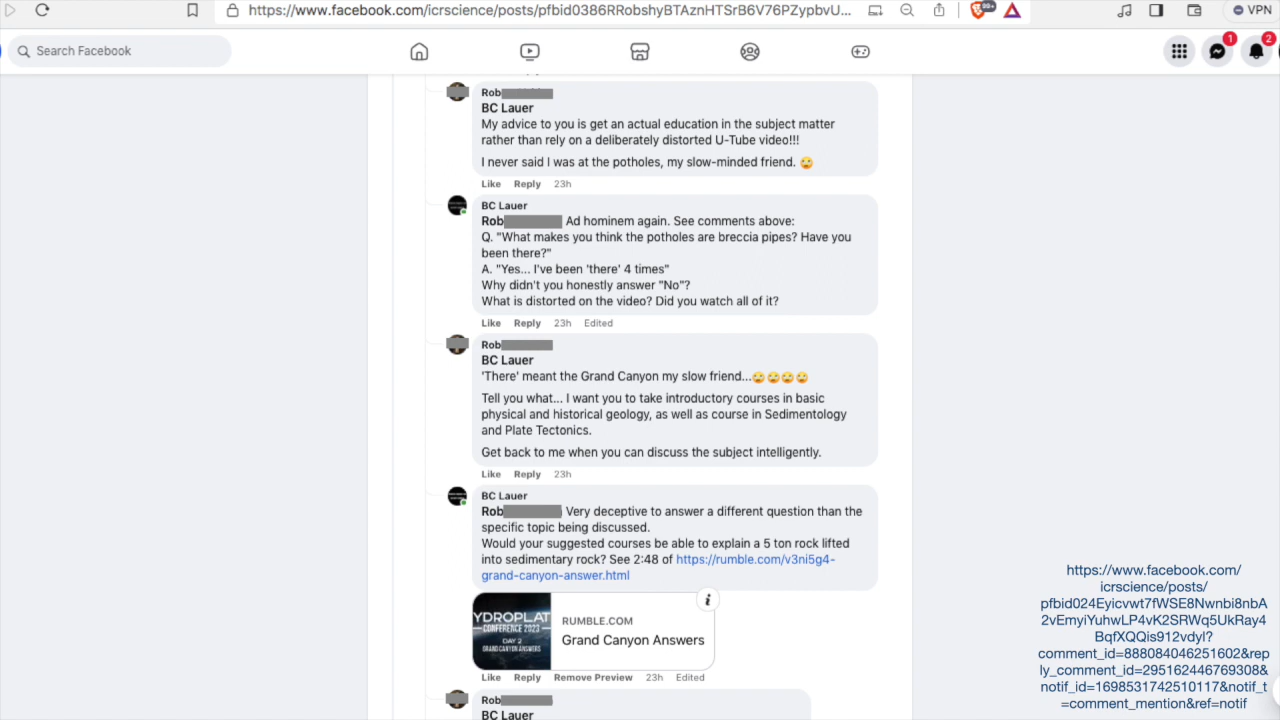 https://www.facebook.com/icrscience/posts/pfbid0386RRobshyBTAznHTSrB6V76PZypbvU...
99+
VPN
Search Facebook
1
2
Rob
BC Lauer
My advice to you is get an actual education in the subject matter
rather than rely on a deliberately distorted U-Tube video!!!
I never said I was at the potholes, my slow-minded friend. 😄
Like Reply 23h
BC Lauer
Rob Ad hominem again. See comments above:
Q. "What makes you think the potholes are breccia pipes? Have you
been there?"
A. "Yes... I've been 'there' 4 times"
Why didn't you honestly answer "No"?
What is distorted on the video? Did you watch all of it?
Like Reply 23h Edited
Rob
BC Lauer
'There' meant the Grand Canyon my slow friend...🙄🙄🙄🙄
Tell you what... I want you to take introductory courses in basic
physical and historical geology, as well as course in Sedimentology
and Plate Tectonics.
Get back to me when you can discuss the subject intelligently.
Like Reply 23h
BC Lauer
Rob Very deceptive to answer a different question than the
specific topic being discussed.
Would your suggested courses be able to explain a 5 ton rock lifted
into sedimentary rock? See 2:48 of https://rumble.com/v3ni5g4-
grand-canyon-answer.html
YDROPLAT
CONFERENCE 2023
DAY 2
GRAND CANYON ANSWERS
RUMBLE.COM
Grand Canyon Answers
Like Reply Remove Preview 23h Edited
Rob
BC Lauer
https://www.facebook.com/
icrscience/posts/
pfbid024Eyicvwt7fWSE8Nwnbi8nbA
2vEmyiYuhwLP4vK2SRWq5UkRay4
BqfXQQis912vdyl?
comment_id=888084046251602&rep
ly_comment_id=295162446769308&
notif_id=1698531742510117&notif_t
=comment_mention&ref=notif